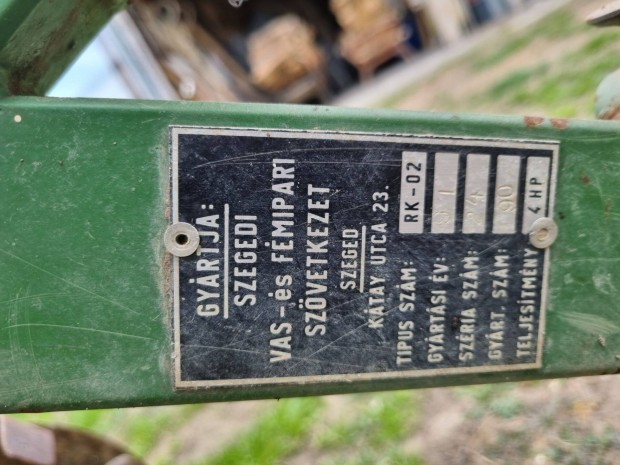 GYÁRTJA:
SZEGEDI
VAS-és FÉMIPARI
SZÖVETKEZET
SZEGED
KÁTAY UTCA 23.
TIPUS SZÁM: RK-02
GYÁRTÁSI ÉV:
SZÉRIA SZÁM:
GYÁRT. SZÁM: 90
TELJESÍTMÉNY 4 HP